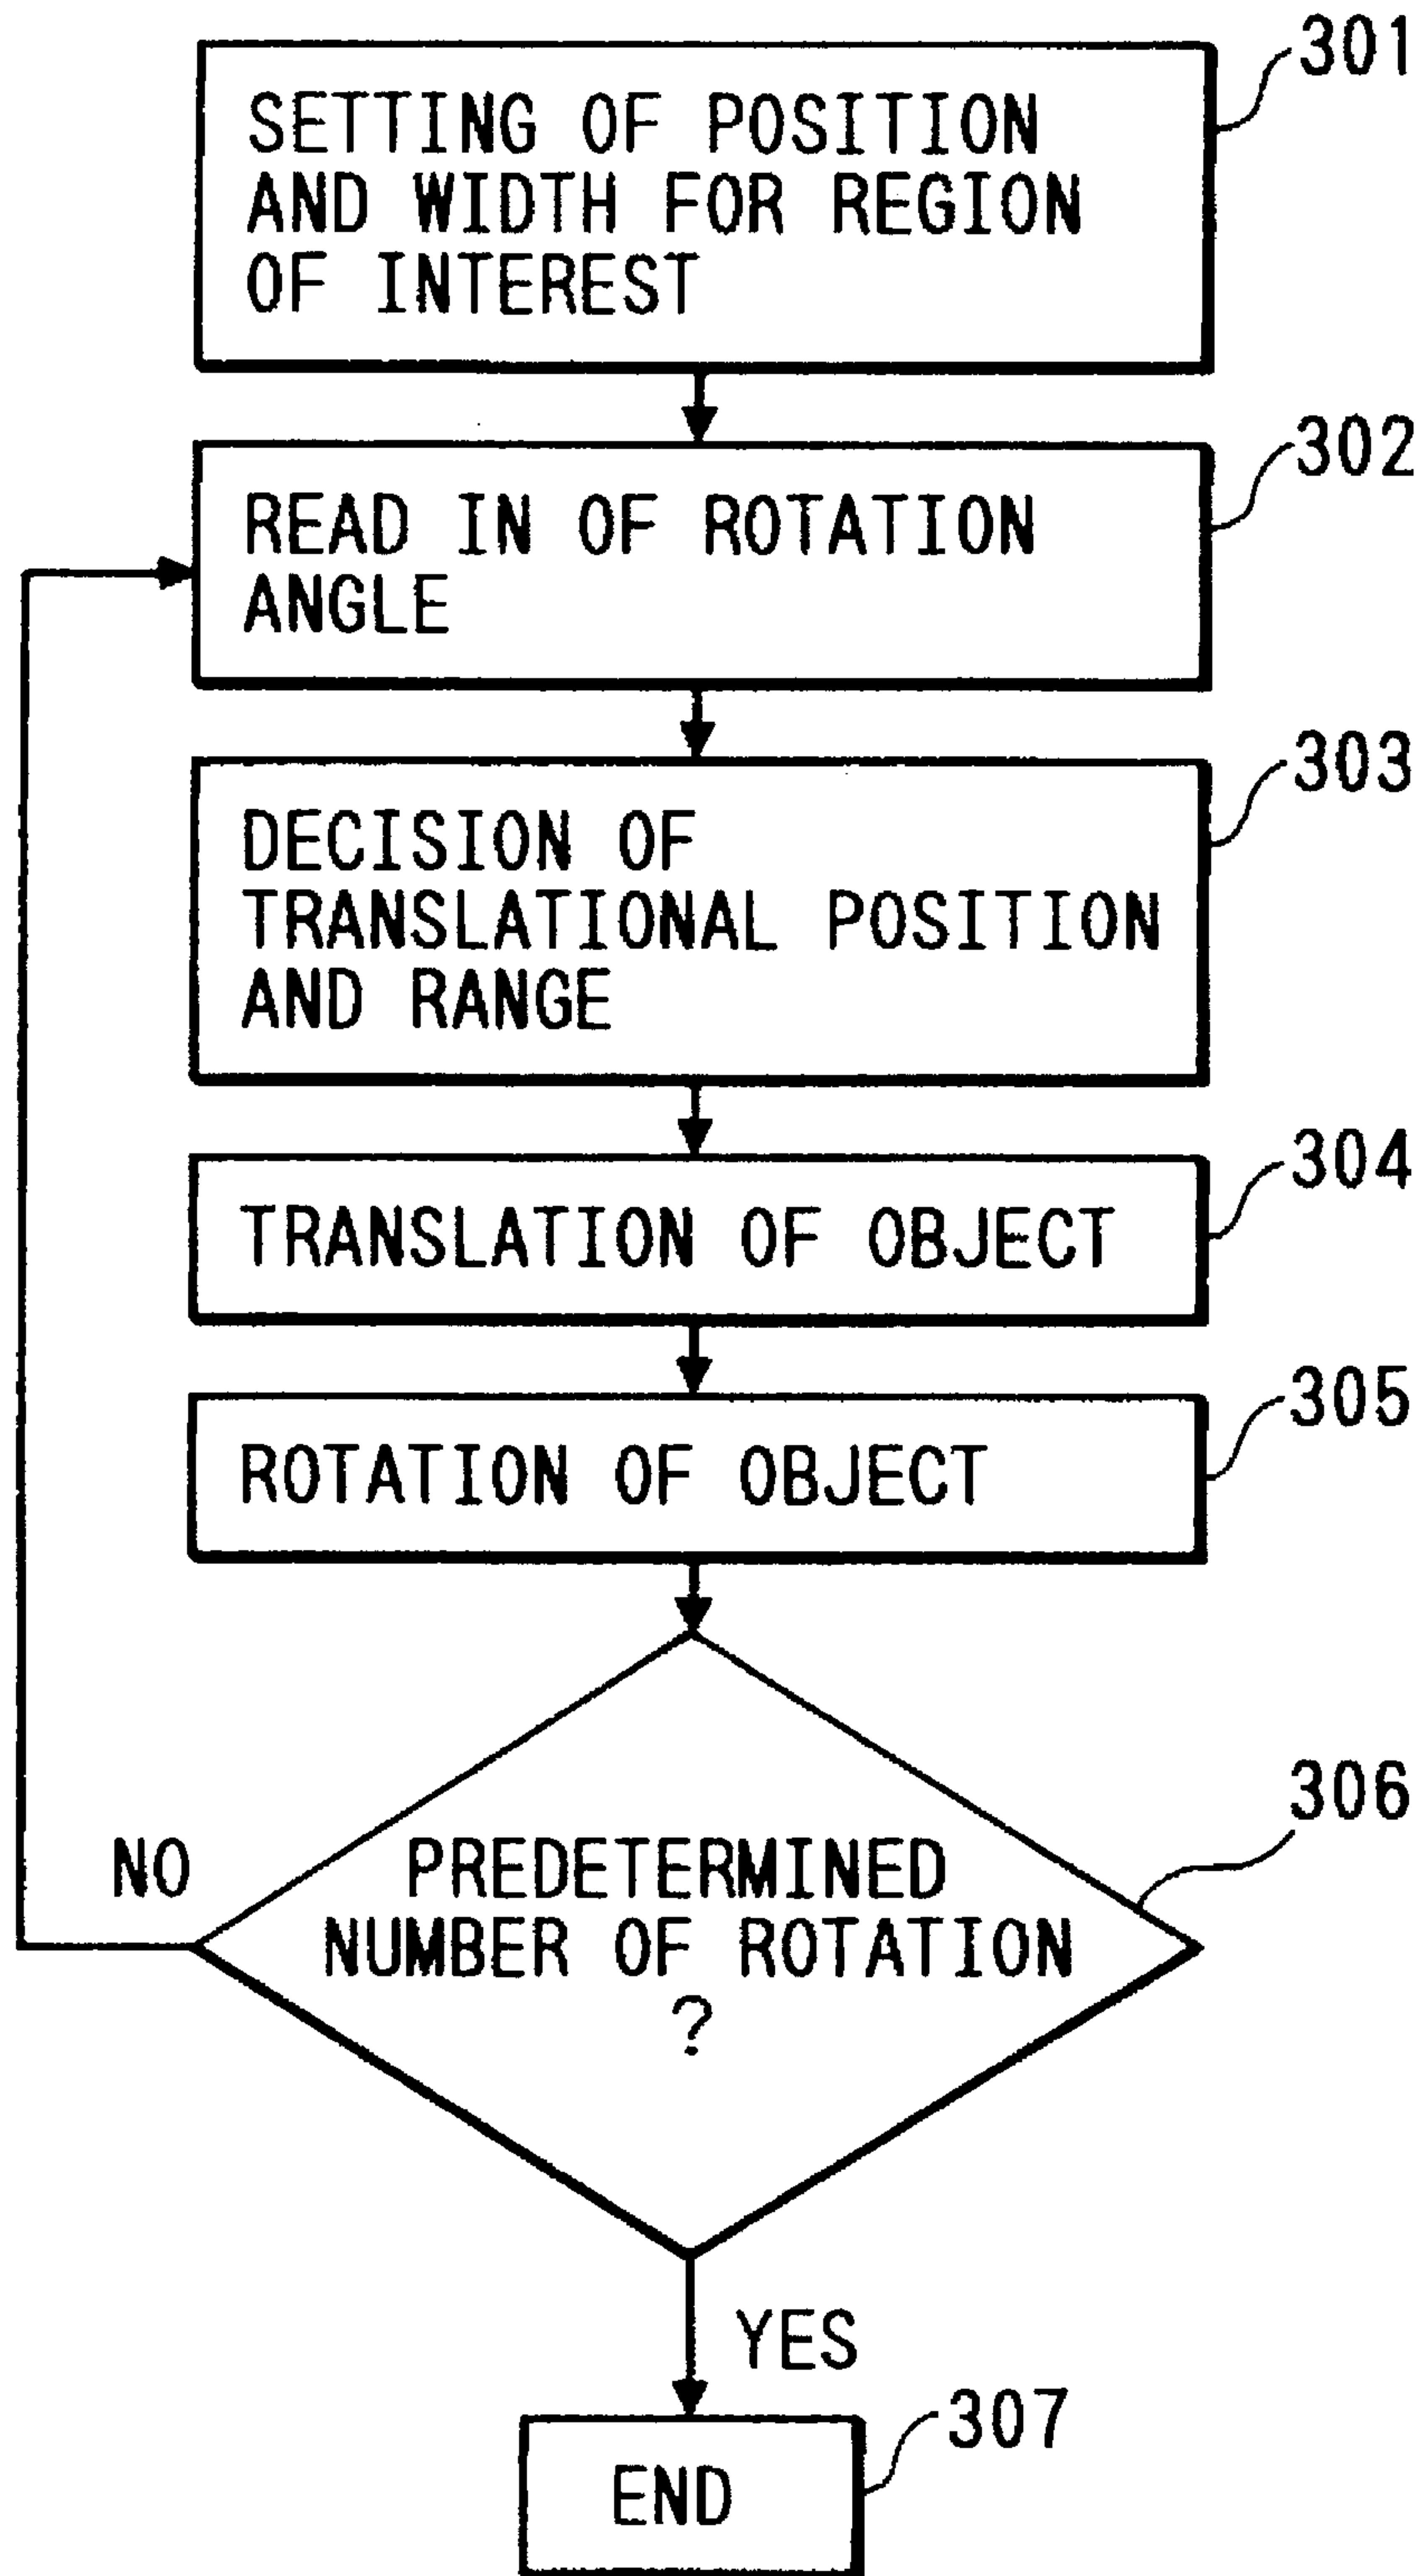 301
SETTING OF POSITION
AND WIDTH FOR REGION
OF INTEREST
302
READ IN OF ROTATION
ANGLE
303
DECISION OF
TRANSLATIONAL POSITION
AND RANGE
304
TRANSLATION OF OBJECT
305
ROTATION OF OBJECT
306
NO
PREDETERMINED
NUMBER OF ROTATION
?
YES
307
END